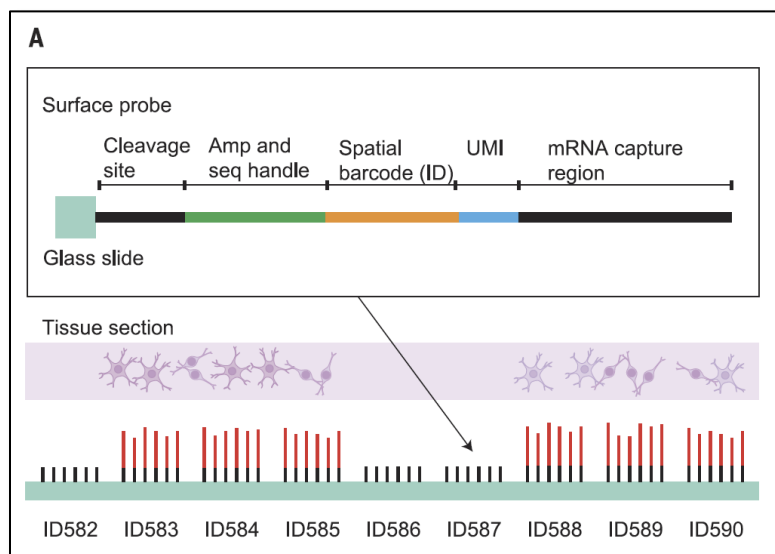 A
Surface probe
Cleavage site
Amp and seq handle
Spatial barcode (ID)
UMI
mRNA capture region
Glass slide
Tissue section
ID582 ID583 ID584 ID585 ID586 ID587 ID588 ID589 ID590